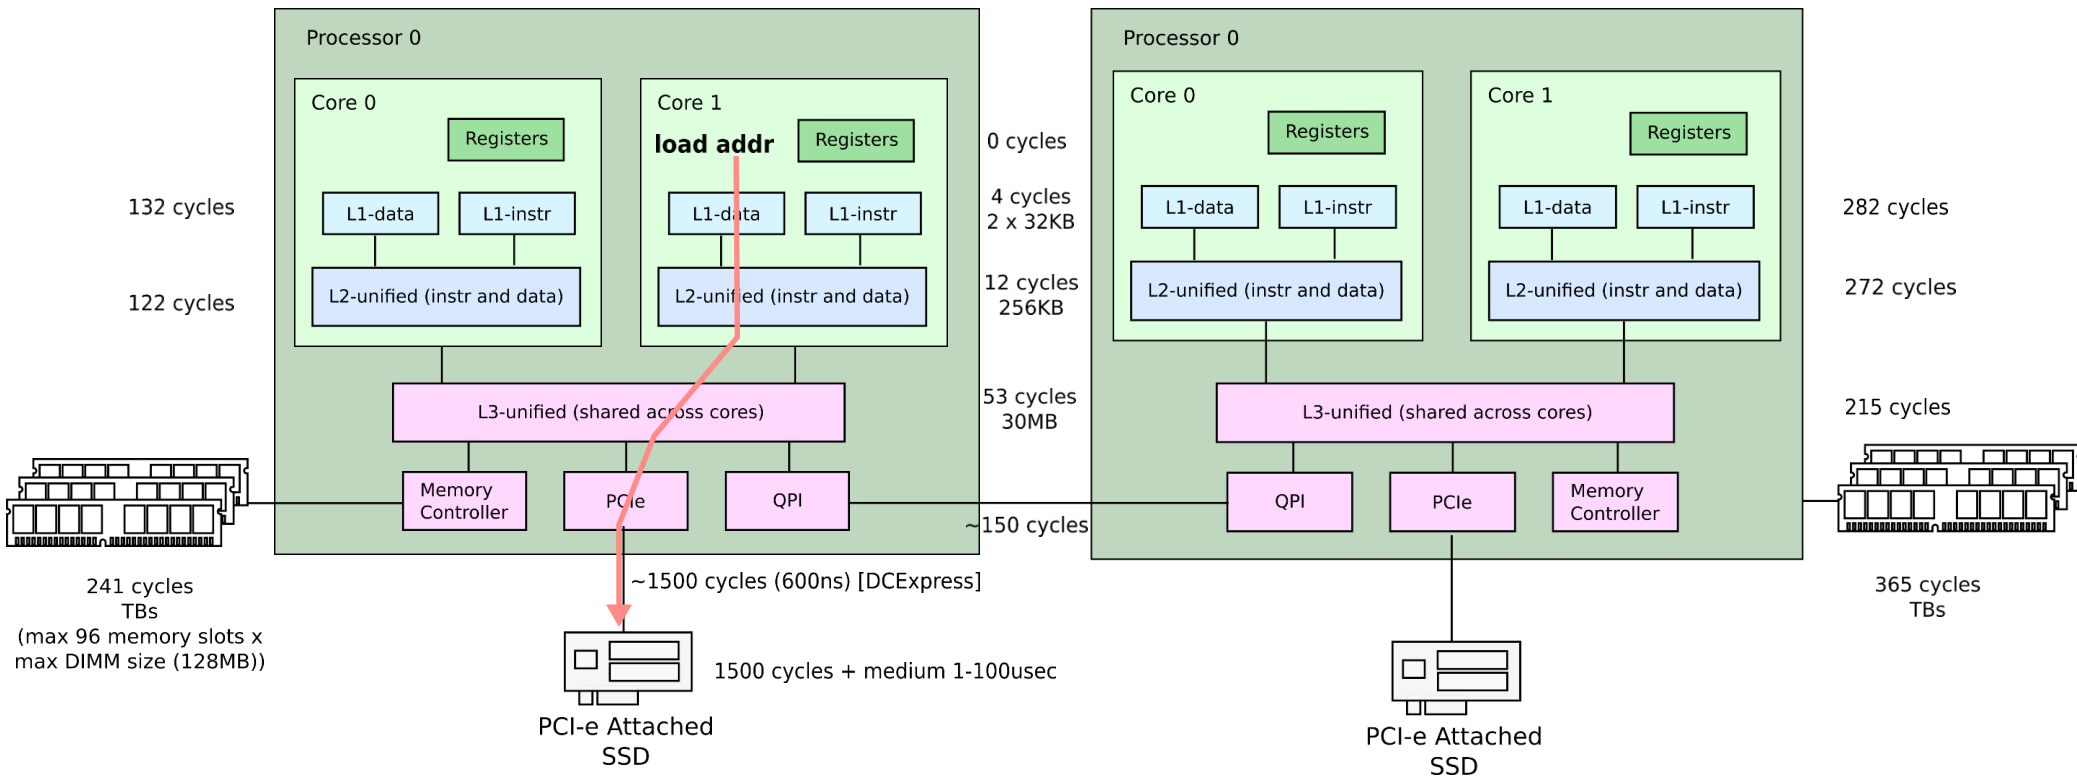 Processor 0
Core 0
Registers
L1-data
L1-instr
L2-unified (instr and data)
Core 1
load addr
Registers
L1-data
L1-instr
L2-unified (instr and data)
L3-unified (shared across cores)
Memory
Controller
PCIe
QPI
132 cycles
122 cycles
241 cycles
TBs
(max 96 memory slots x
max DIMM size (128MB))
0 cycles
4 cycles
2 x 32KB
12 cycles
256KB
53 cycles
30MB
~150 cycles
~1500 cycles (600ns) [DCExpress]
1500 cycles + medium 1-100usec
PCI-e Attached
SSD
Processor 0
Core 0
Registers
L1-data
L1-instr
L2-unified (instr and data)
Core 1
Registers
L1-data
L1-instr
L2-unified (instr and data)
L3-unified (shared across cores)
QPI
PCIe
Memory
Controller
282 cycles
272 cycles
215 cycles
365 cycles
TBs
PCI-e Attached
SSD